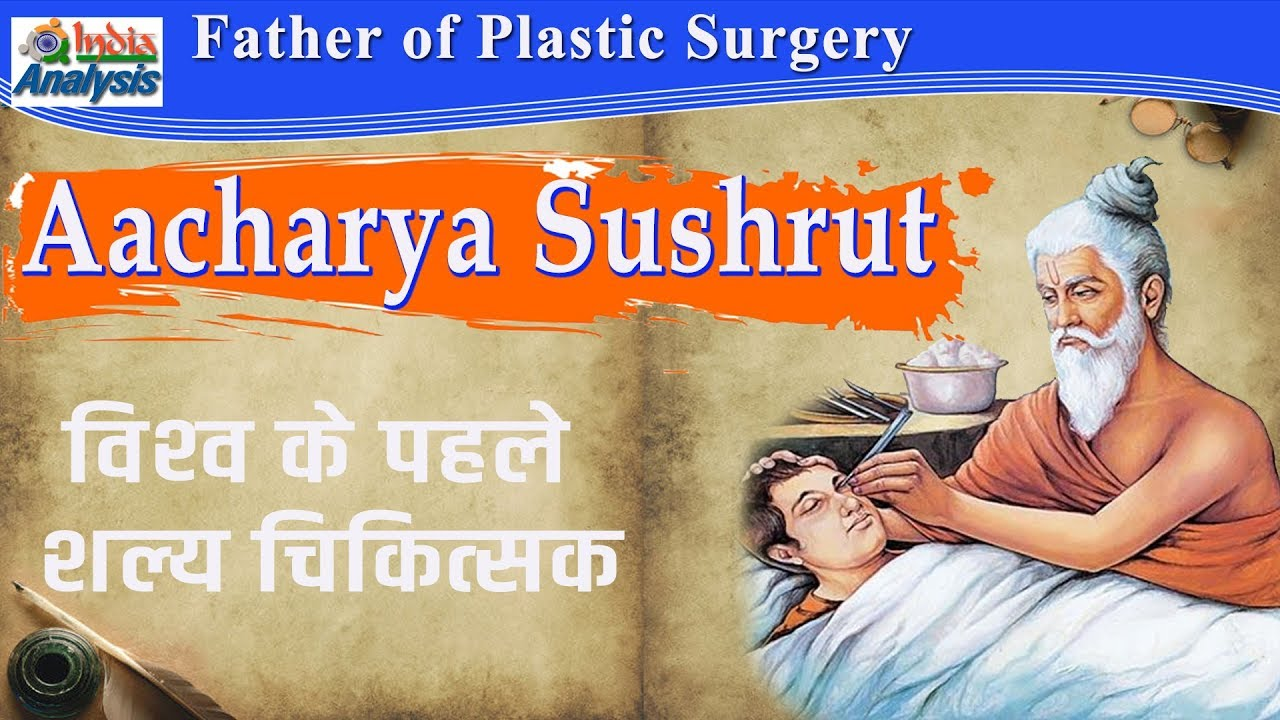 India
Analysis
Father of Plastic Surgery
Aacharya Sushrut
विश्व के पहले
शल्य चिकित्सक